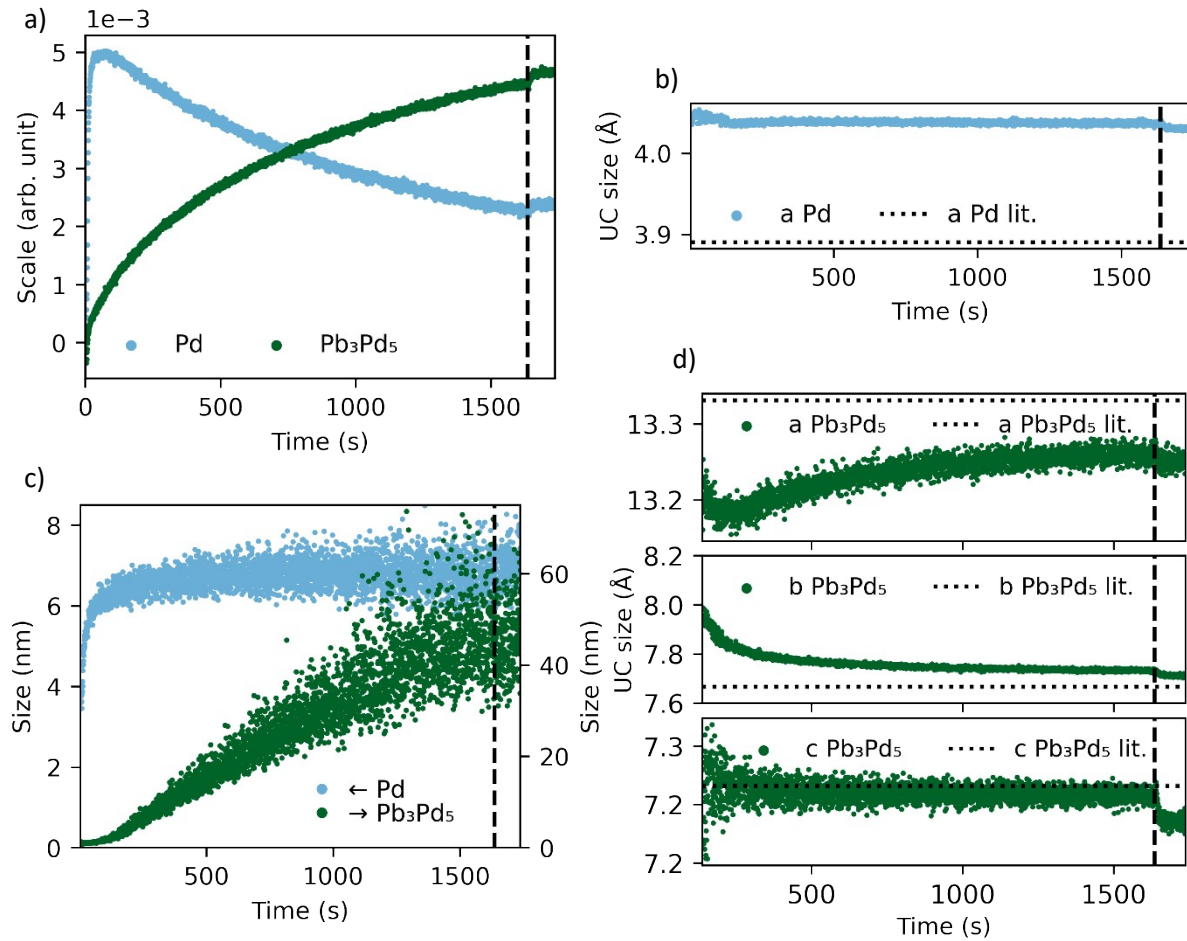 a)
1e−3
5
4
3
2
1
0
Scale (arb. unit)
Pd
Pb₃Pd₅
0 500 1000 1500
Time (s)
b)
4.0
3.9
UC size (Å)
a Pd
a Pd lit.
500 1000 1500
Time (s)
c)
8
6
4
2
0
Size (nm)
60
40
20
0
Size (nm)
← Pd
→ Pb₃Pd₅
500 1000 1500
Time (s)
d)
13.3
13.2
a Pb₃Pd₅
a Pb₃Pd₅ lit.
8.2
8.0
7.8
7.6
UC size (Å)
b Pb₃Pd₅
b Pb₃Pd₅ lit.
7.3
7.2
7.2
c Pb₃Pd₅
c Pb₃Pd₅ lit.
500 1000 1500
Time (s)